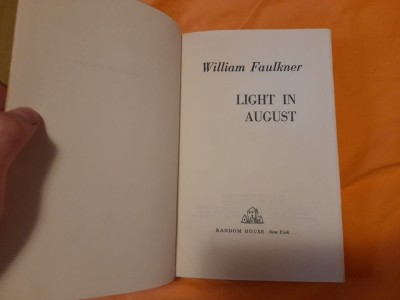 William Faulkner
LIGHT IN
AUGUST
RANDOM HOUSE New York